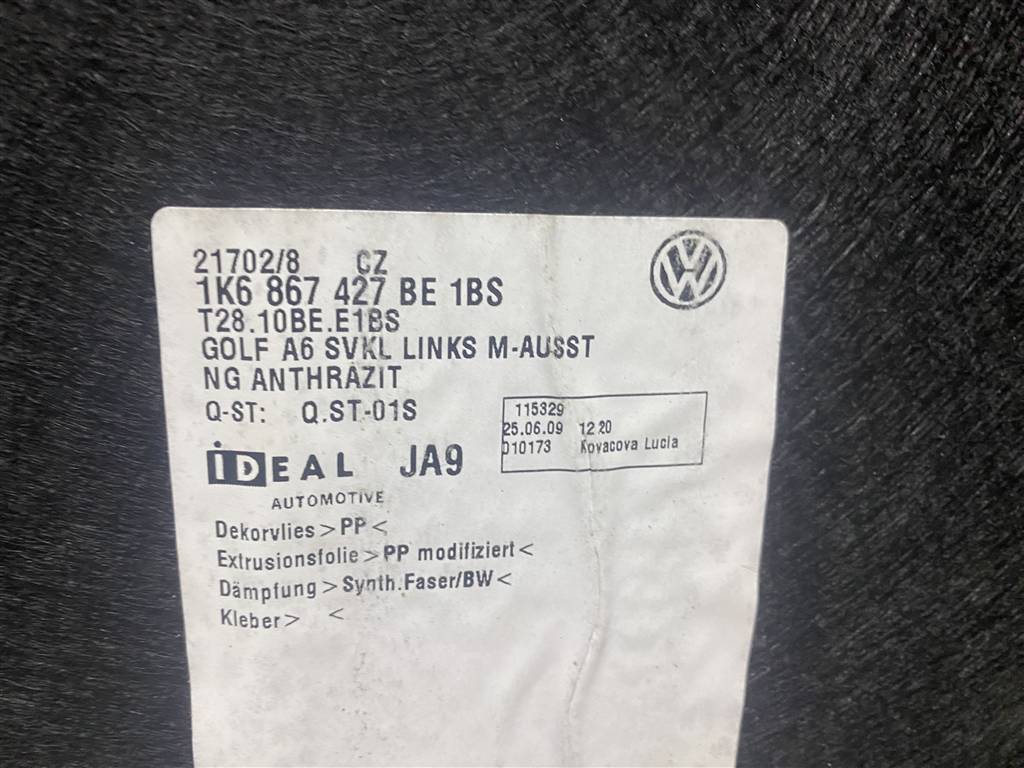 21702/8 CZ
1K6 867 427 BE 1BS
T28.10BE.E1BS
GOLF A6 SVKL LINKS M-AUSST
NG ANTHRAZIT
Q-ST: Q.ST-01S
115329
25.06.09 12 20
010173 Kovacova Lucia
IDEAL JA9
AUTOMOTIVE
Dekorvlies >PP<
Extrusionsfolie >PP modifiziert<
Dämpfung >Synth.Faser/BW<
Kleber> <